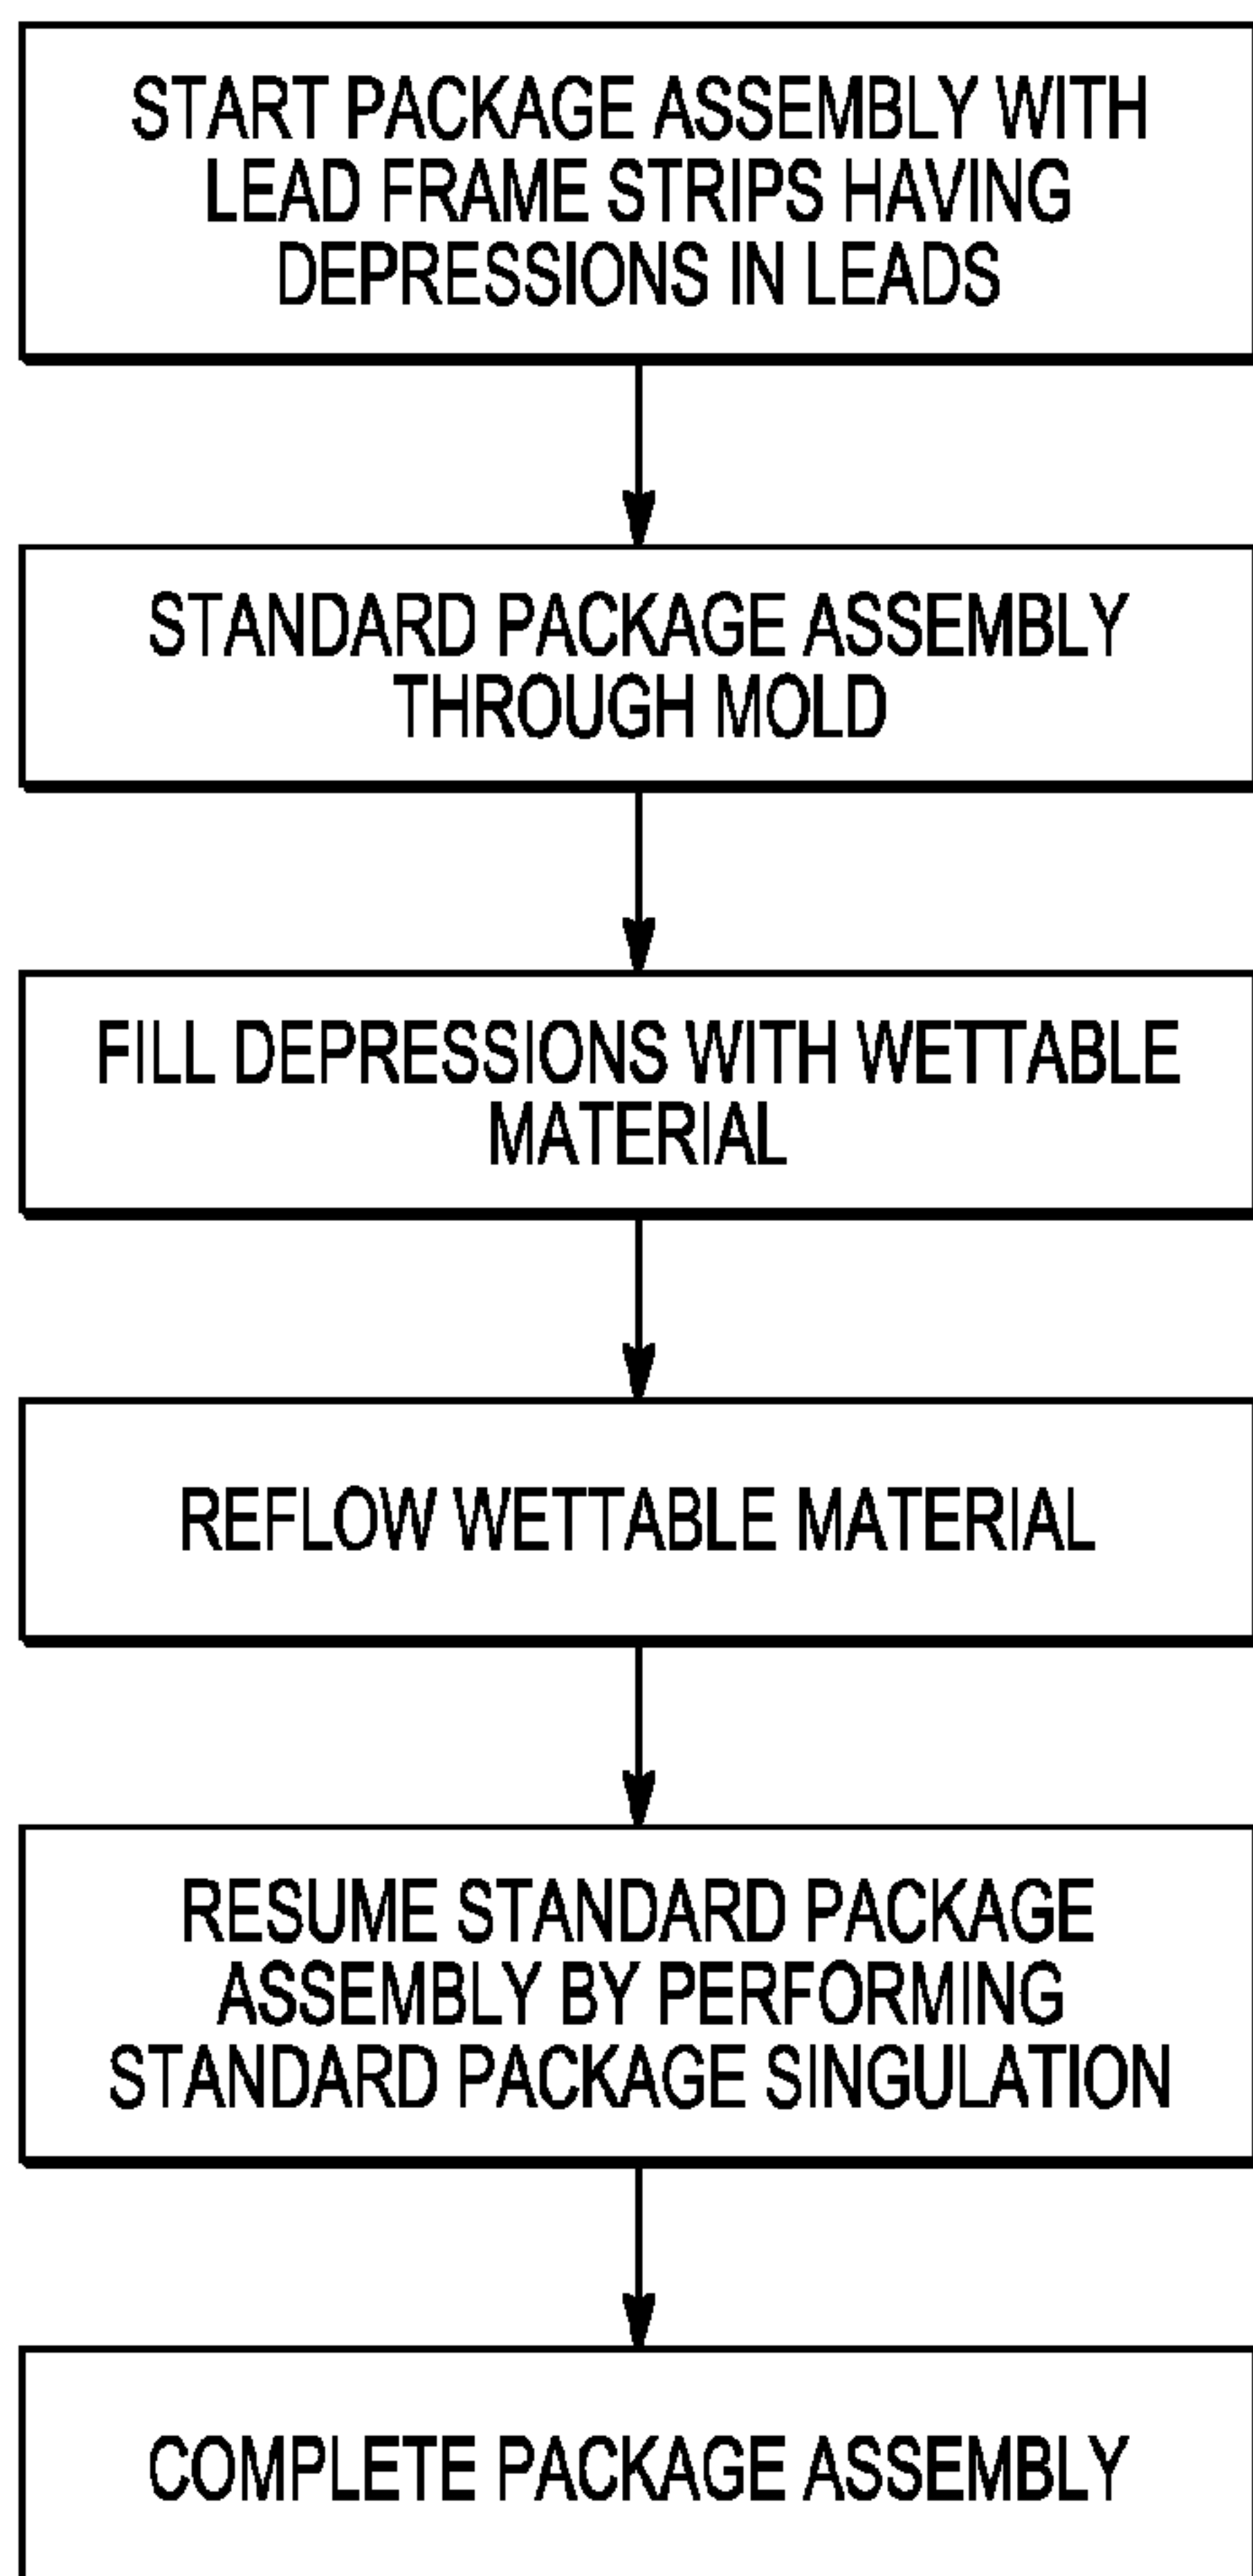 START PACKAGE ASSEMBLY WITH
LEAD FRAME STRIPS HAVING
DEPRESSIONS IN LEADS
STANDARD PACKAGE ASSEMBLY
THROUGH MOLD
FILL DEPRESSIONS WITH WETTABLE
MATERIAL
REFLOW WETTABLE MATERIAL
RESUME STANDARD PACKAGE
ASSEMBLY BY PERFORMING
STANDARD PACKAGE SINGULATION
COMPLETE PACKAGE ASSEMBLY